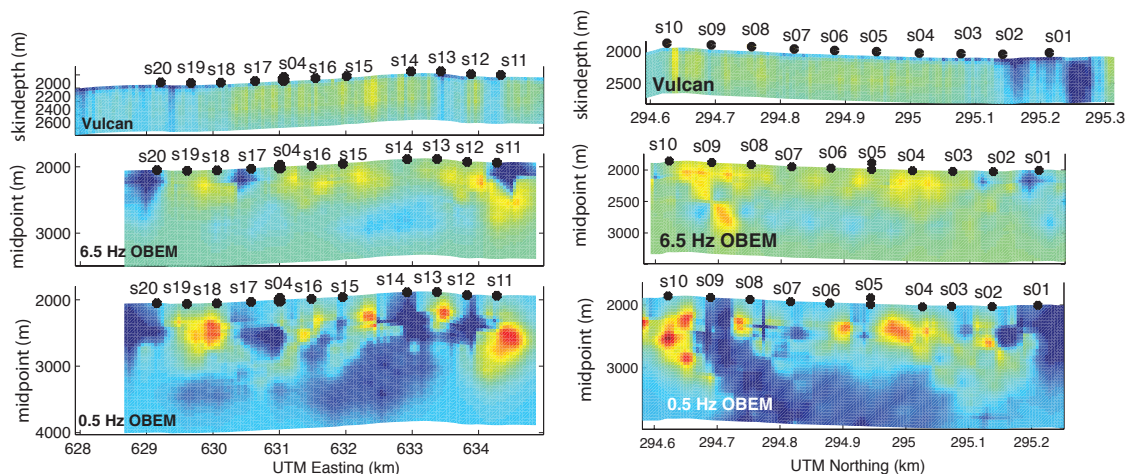 s20 s19 s18 s17 s04 s16 s15 s14 s13 s12 s11
skindepth (m)
2000
2200
2400
2600
Vulcan
s20 s19 s18 s17 s04 s16 s15 s14 s13 s12 s11
midpoint (m)
2000
3000
6.5 Hz OBEM
s20 s19 s18 s17 s04 s16 s15 s14 s13 s12 s11
midpoint (m)
2000
3000
4000
0.5 Hz OBEM
628 629 630 631 632 633 634
UTM Easting (km)
s10 s09 s08 s07 s06 s05 s04 s03 s02 s01
skindepth (m)
2000
2500
Vulcan
294.6 294.7 294.8 294.9 295 295.1 295.2 295.3
s10 s09 s08 s07 s06 s05 s04 s03 s02 s01
midpoint (m)
2000
3000
6.5 Hz OBEM
s10 s09 s08 s07 s06 s05 s04 s03 s02 s01
midpoint (m)
2000
3000
0.5 Hz OBEM
294.6 294.7 294.8 294.9 295 295.1 295.2
UTM Northing (km)